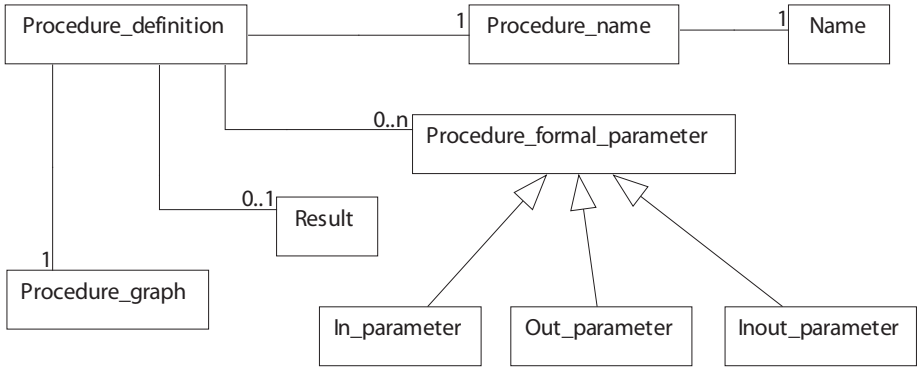 Procedure_definition
1
Procedure_name
1
Name
0..n
Procedure_formal_parameter
0..1
Result
1
Procedure_graph
In_parameter
Out_parameter
Inout_parameter